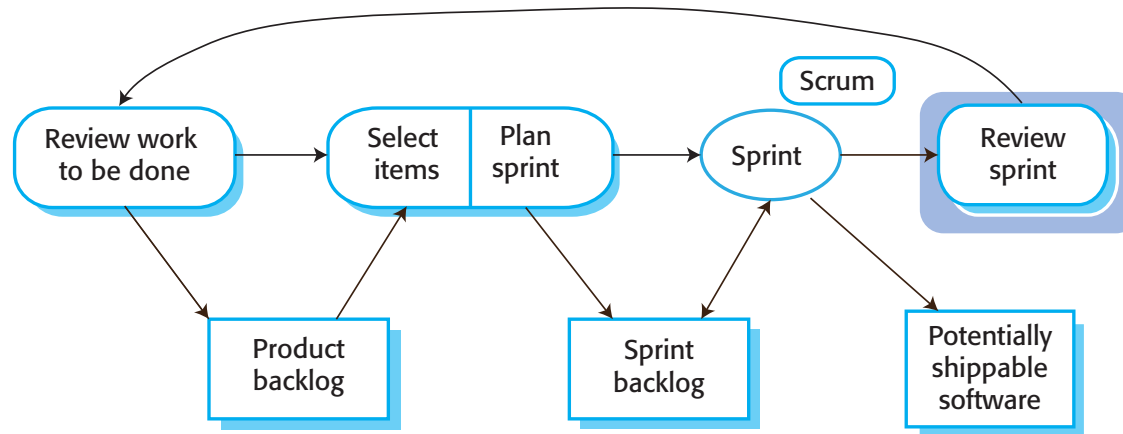 Scrum
Review work
to be done
Select
items
Plan
sprint
Sprint
Review
sprint
Product
backlog
Sprint
backlog
Potentially
shippable
software